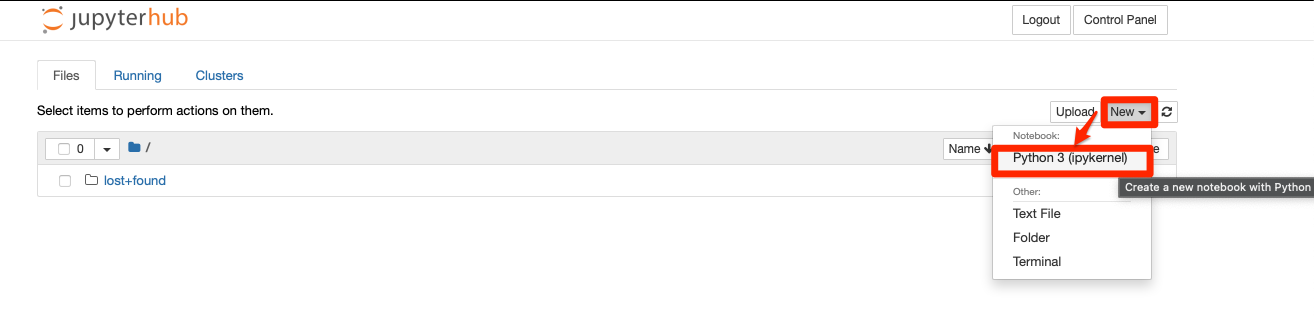 jupyterhub
Logout Control Panel
Files Running Clusters
Select items to perform actions on them.
Upload New
0 / Name e
Notebook:
Python 3 (ipykernel)
Create a new notebook with Python
lost+found
Other:
Text File
Folder
Terminal